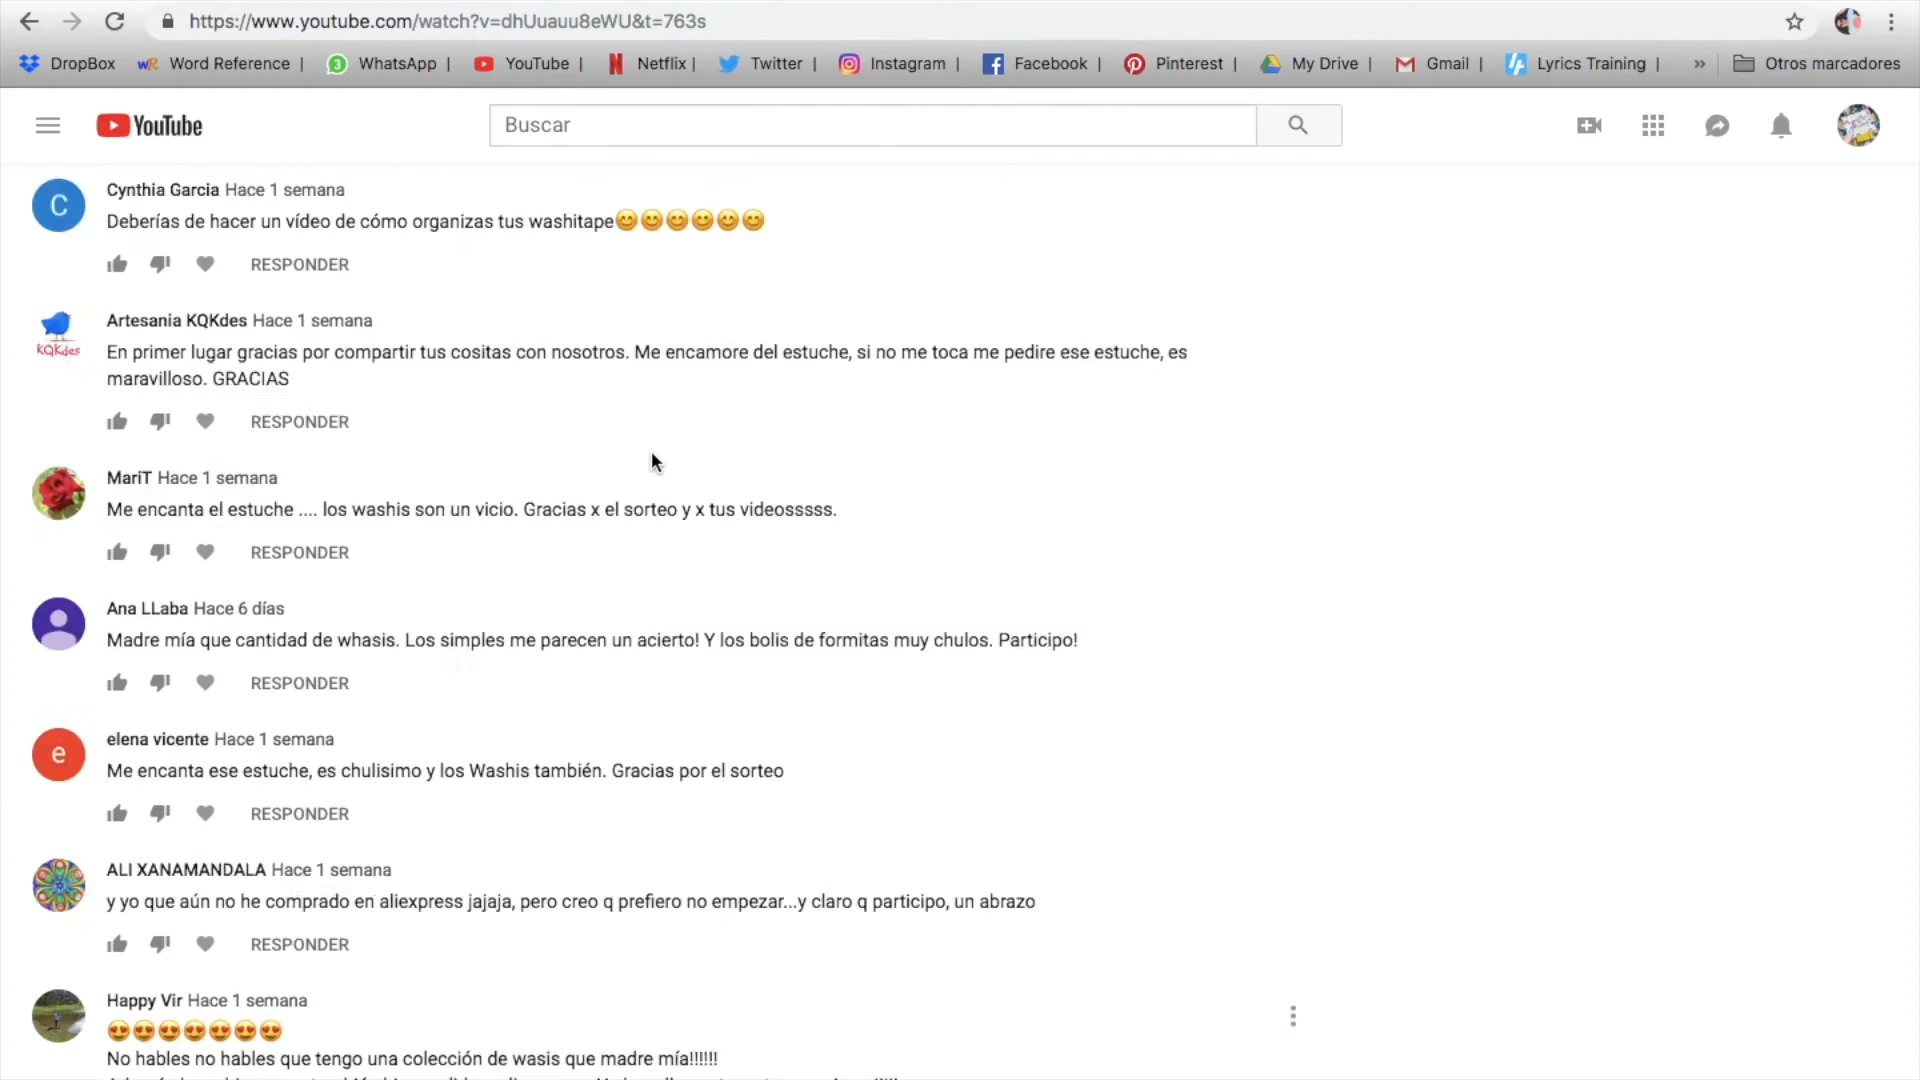 https://www.youtube.com/watch?v=dhUuauu8eWU&t=763s
DropBox WR Word Reference | 3 WhatsApp | YouTube | Netflix | Twitter | Instagram | Facebook | Pinterest | My Drive | Gmail | Lyrics Training | » Otros marcadores
YouTube Buscar
Cynthia Garcia Hace 1 semana
C
Deberías de hacer un vídeo de cómo organizas tus washitape😊😊😊😊😊😊
RESPONDER
Artesania KQKdes Hace 1 semana
KQKdes
En primer lugar gracias por compartir tus cositas con nosotros. Me encamore del estuche, si no me toca me pedire ese estuche, es
maravilloso. GRACIAS
RESPONDER
MariT Hace 1 semana
Me encanta el estuche .... los washis son un vicio. Gracias x el sorteo y x tus videosssss.
RESPONDER
Ana LLaba Hace 6 días
Madre mía que cantidad de whasis. Los simples me parecen un acierto! Y los bolis de formitas muy chulos. Participo!
RESPONDER
elena vicente Hace 1 semana
e
Me encanta ese estuche, es chulisimo y los Washis también. Gracias por el sorteo
RESPONDER
ALI XANAMANDALA Hace 1 semana
y yo que aún no he comprado en aliexpress jajaja, pero creo q prefiero no empezar...y claro q participo, un abrazo
RESPONDER
Happy Vir Hace 1 semana
😍😍😍😍😍😍😍
No hables no hables que tengo una colección de wasis que madre mía!!!!!!